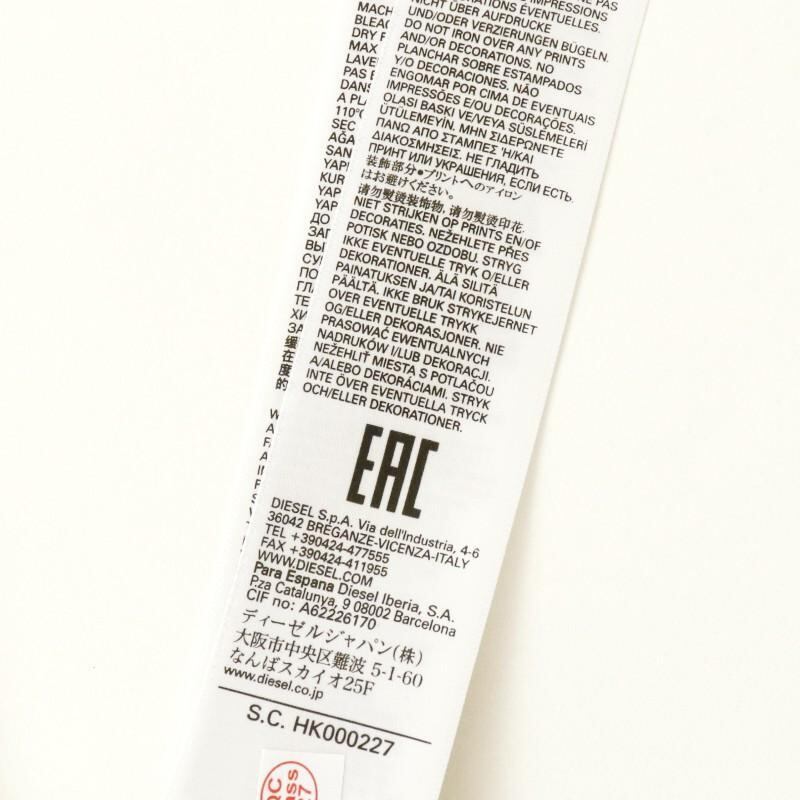 IMPRESSIONS
ÉVENTUELLES.
NICHT ÜBER AUFDRUCKE
UND/ODER VERZIERUNGEN BÜGELN.
DO NOT IRON OVER ANY PRINTS
AND/OR DECORATIONS. NO
PLANCHAR SOBRE ESTAMPADOS
Y/O DECORACIONES. NÃO
ENGOMAR POR CIMA DE EVENTUAIS
IMPRESSÕES E/OU DECORAÇÕES.
OLASI BASKI VE/VEYA SÜSLEMELERİ
ÜTÜLEMEYİN. ΜΗΝ ΣΙΔΕΡΩΝΕΤΕ
ΠΑΝΩ ΑΠΟ ΣΤΑΜΠΕΣ Ή/ΚΑΙ
ΔΙΑΚΟΣΜΗΣΕΙΣ. НЕ ГЛАДИТЬ
ПРИНТ ИЛИ УКРАШЕНИЯ, ЕСЛИ ЕСТЬ.
装飾部分●プリントへのアイロン
はお避けください。
请勿熨烫装饰物, 请勿熨烫印花.
NIET STRIJKEN OP PRINTS EN/OF
DECORATIES. NEŽEHLETE PŘES
POTISK NEBO OZDOBU. STRYG
IKKE EVENTUELLE TRYK O/ELLER
DEKORATIONER. ÄLÄ SILITÄ
PAINATUKSEN JA/TAI KORISTELUN
PÄÄLTÄ. IKKE BRUK STRYKEJERNET
OVER EVENTUELLE TRYKK
OG/ELLER DEKORASJONER. NIE
PRASOWAĆ EWENTUALNYCH
NADRUKÓW I/LUB DEKORACJI.
NEŽEHLIŤ MIESTA S POTLAČOU
A/ALEBO DEKORÁCIAMI. STRYK
INTE ÖVER EVENTUELLA TRYCK
OCH/ELLER DEKORATIONER.
EAC
DIESEL S.p.A. Via dell'Industria, 4-6
36042 BREGANZE-VICENZA-ITALY
TEL +390424-477555
FAX +390424-411955
WWW.DIESEL.COM
Para Espana Diesel Iberia, S.A.
P.za Catalunya, 9 08002 Barcelona
CIF no: A62226170
ディーゼルジャパン(株)
大阪市中央区難波 5-1-60
なんばスカイオ25F
www.diesel.co.jp
S.C. HK000227